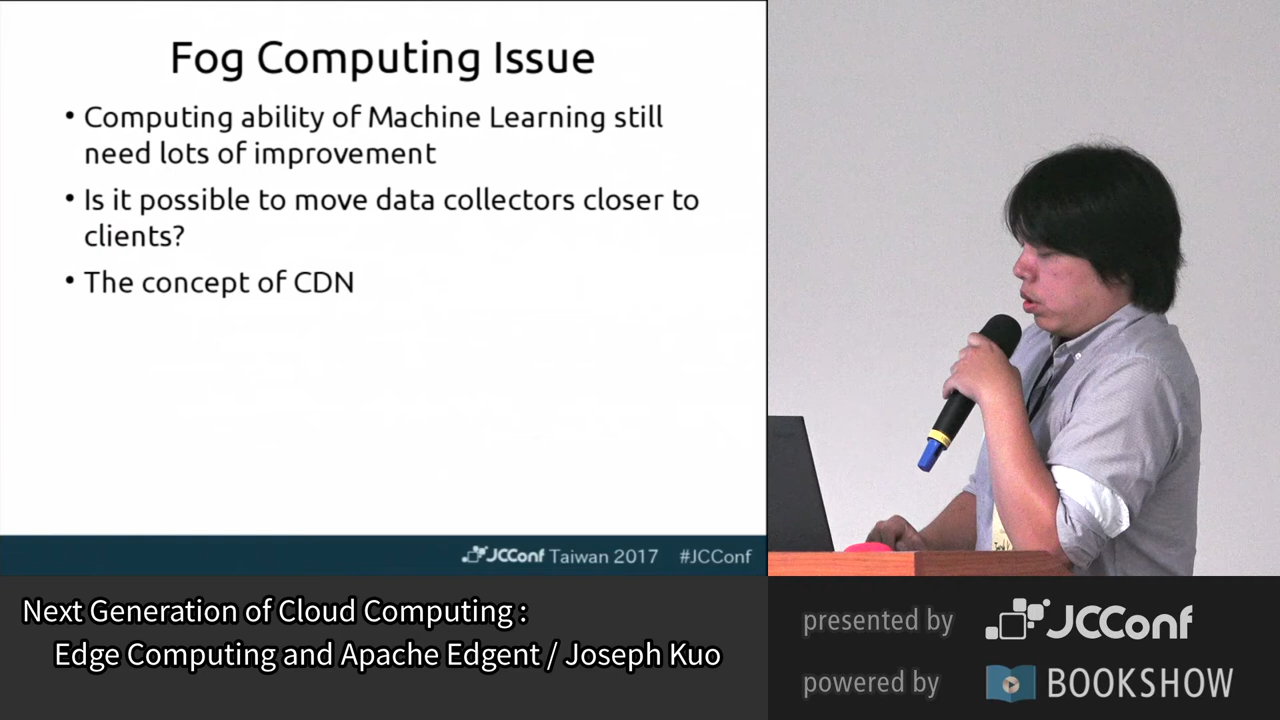 Fog Computing Issue
• Computing ability of Machine Learning still
need lots of improvement
• Is it possible to move data collectors closer to
clients?
• The concept of CDN
JCConf Taiwan 2017 #JCConf
Next Generation of Cloud Computing :
Edge Computing and Apache Edgent / Joseph Kuo
presented by JCConf
powered by BOOKSHOW